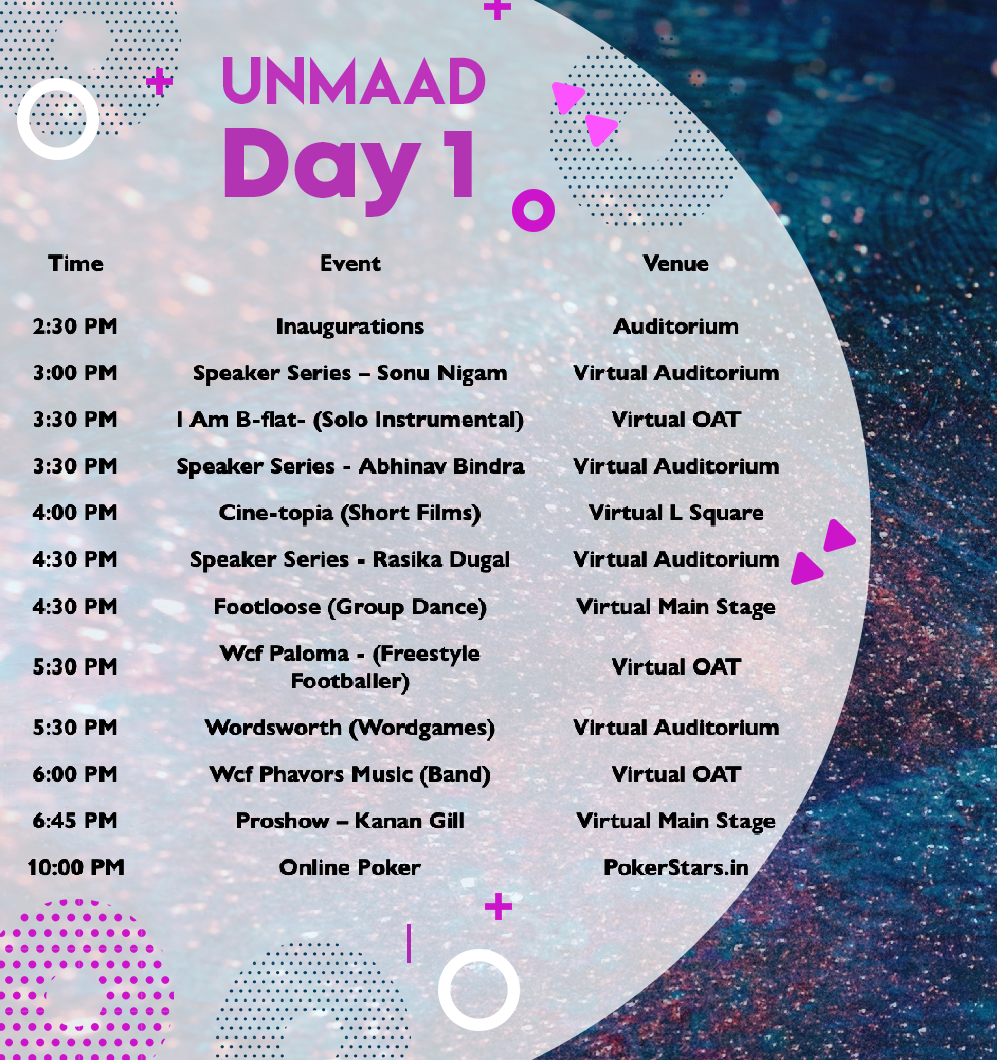 UNMAAD
Day 1
Time Event Venue
2:30 PM Inaugurations Auditorium
3:00 PM Speaker Series – Sonu Nigam Virtual Auditorium
3:30 PM I Am B-flat- (Solo Instrumental) Virtual OAT
3:30 PM Speaker Series - Abhinav Bindra Virtual Auditorium
4:00 PM Cine-topia (Short Films) Virtual L Square
4:30 PM Speaker Series - Rasika Dugal Virtual Auditorium
4:30 PM Footloose (Group Dance) Virtual Main Stage
5:30 PM Wcf Paloma - (Freestyle Footballer) Virtual OAT
5:30 PM Wordsworth (Wordgames) Virtual Auditorium
6:00 PM Wcf Phavors Music (Band) Virtual OAT
6:45 PM Proshow – Kanan Gill Virtual Main Stage
10:00 PM Online Poker PokerStars.in